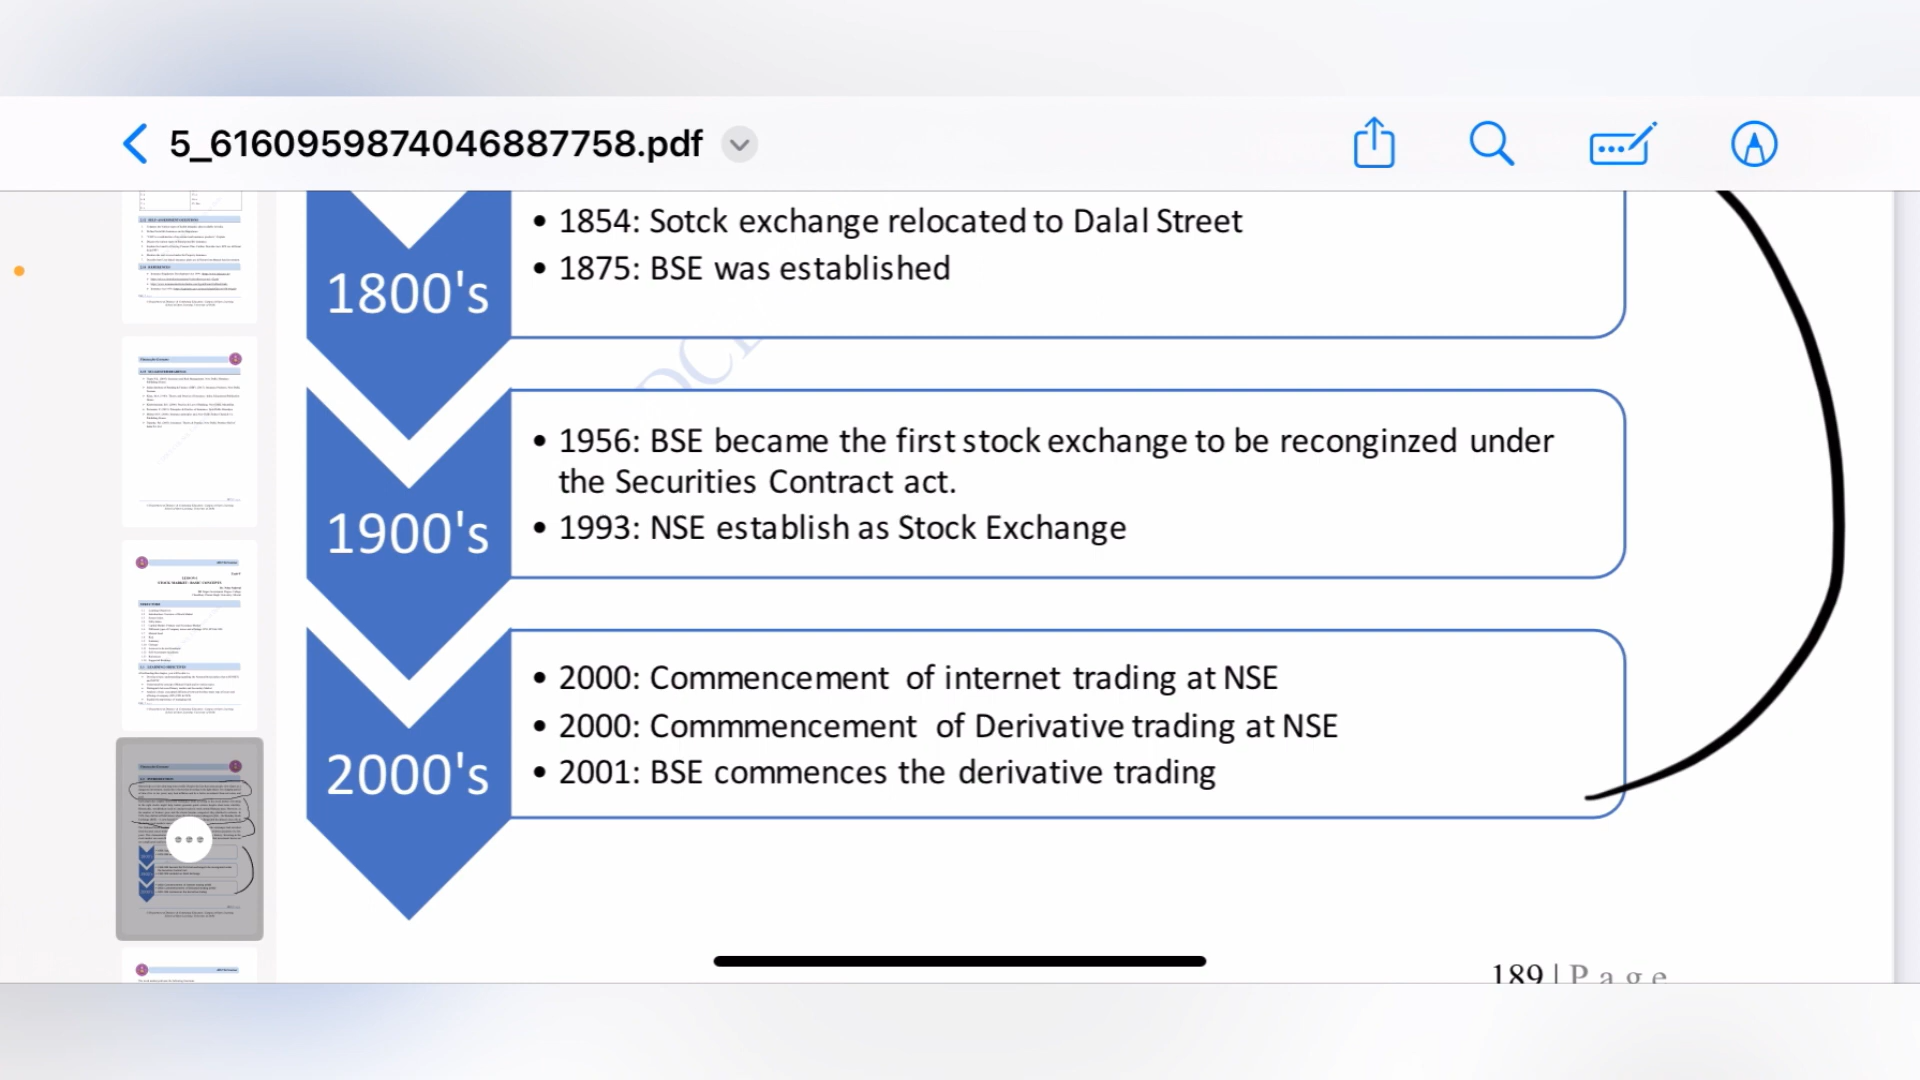 5_6160959874046887758.pdf
• 1854: Sotck exchange relocated to Dalal Street
• 1875: BSE was established
1800's
• 1956: BSE became the first stock exchange to be reconginzed under
the Securities Contract act.
• 1993: NSE establish as Stock Exchange
1900's
• 2000: Commencement of internet trading at NSE
• 2000: Commmencement of Derivative trading at NSE
• 2001: BSE commences the derivative trading
2000's
189 | Page